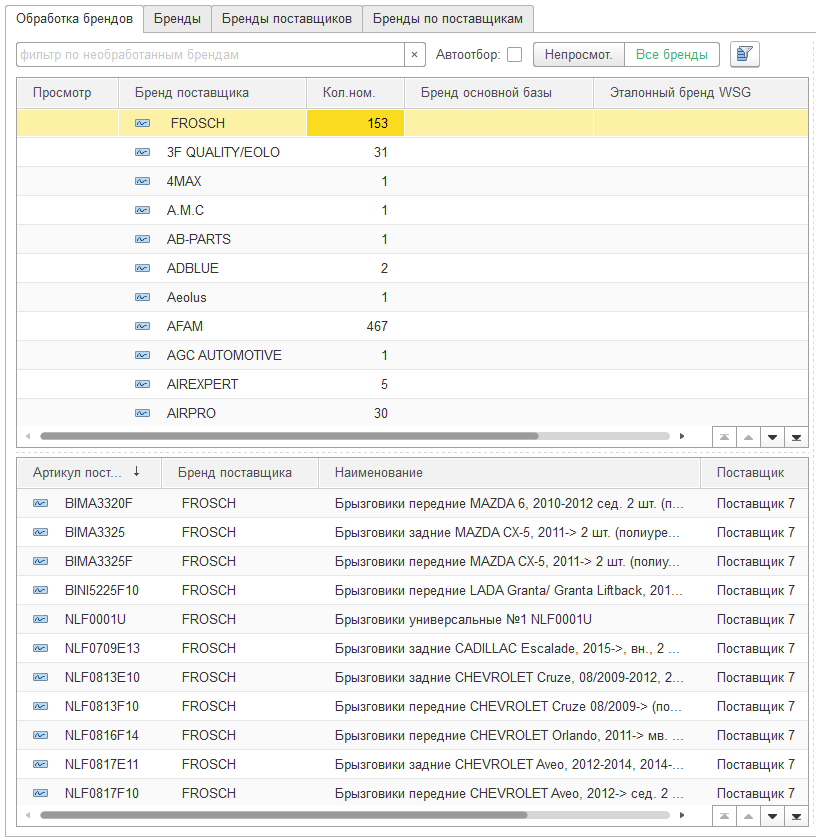 Обработка брендов Бренды Бренды поставщиков Бренды по поставщикам
фильтр по необработанным брендам × Автоотбор: Непросмот. Все бренды
Просмотр Бренд поставщика Кол.ном. Бренд основной базы Эталонный бренд WSG
FROSCH 153
3F QUALITY/EOLO 31
4MAX 1
A.M.C 1
AB-PARTS 1
ADBLUE 2
Aeolus 1
AFAM 467
AGC AUTOMOTIVE 1
AIREXPERT 5
AIRPRO 30
Артикул пост... ↓ Бренд поставщика Наименование Поставщик
BIMA3320F FROSCH Брызговики передние MAZDA 6, 2010-2012 сед. 2 шт. (п... Поставщик 7
BIMA3325 FROSCH Брызговики задние MAZDA CX-5, 2011-> 2 шт. (полиуре... Поставщик 7
BIMA3325F FROSCH Брызговики передние MAZDA CX-5, 2011-> 2 шт. (полиу... Поставщик 7
BINI5225F10 FROSCH Брызговики передние LADA Granta/ Granta Liftback, 201... Поставщик 7
NLF0001U FROSCH Брызговики универсальные №1 NLF0001U Поставщик 7
NLF0709E13 FROSCH Брызговики задние CADILLAC Escalade, 2015->, вн., 2 ... Поставщик 7
NLF0813E10 FROSCH Брызговики задние CHEVROLET Cruze, 08/2009-2012, 2... Поставщик 7
NLF0813F10 FROSCH Брызговики передние CHEVROLET Cruze 08/2009-> (по... Поставщик 7
NLF0816F14 FROSCH Брызговики передние CHEVROLET Orlando, 2011-> мв. ... Поставщик 7
NLF0817E11 FROSCH Брызговики задние CHEVROLET Aveo, 2012-2014, 2014-... Поставщик 7
NLF0817F10 FROSCH Брызговики передние CHEVROLET Aveo, 2012-> сед. 2 ... Поставщик 7